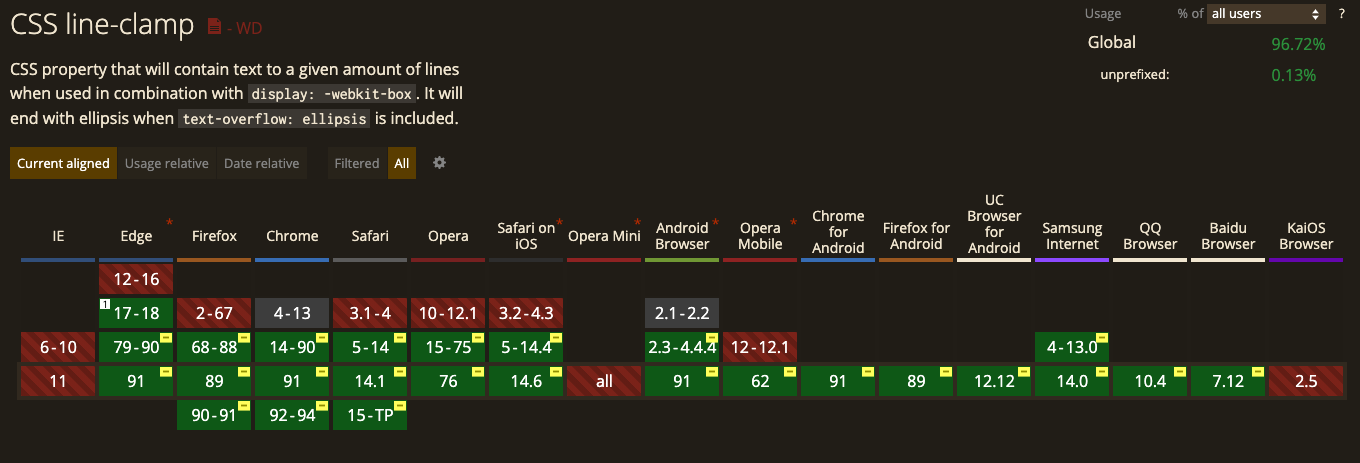 CSS line-clamp - WD
Usage % of all users ?
Global 96.72%
unprefixed: 0.13%
CSS property that will contain text to a given amount of lines
when used in combination with display: -webkit-box. It will
end with ellipsis when text-overflow: ellipsis is included.
Current aligned Usage relative Date relative Filtered All
IE Edge * Firefox Chrome Safari Opera Safari on iOS * Opera Mini * Android Browser * Opera Mobile * Chrome for Android Firefox for Android UC Browser for Android Samsung Internet QQ Browser Baidu Browser KaiOS Browser
12-16
1 17-18 2-67 4-13 3.1-4 10-12.1 3.2-4.3 2.1-2.2
6-10 79-90 68-88 14-90 5-14 15-75 5-14.4 2.3-4.4.4 12-12.1 4-13.0
11 91 89 91 14.1 76 14.6 all 91 62 91 89 12.12 14.0 10.4 7.12 2.5
90-91 92-94 15-TP